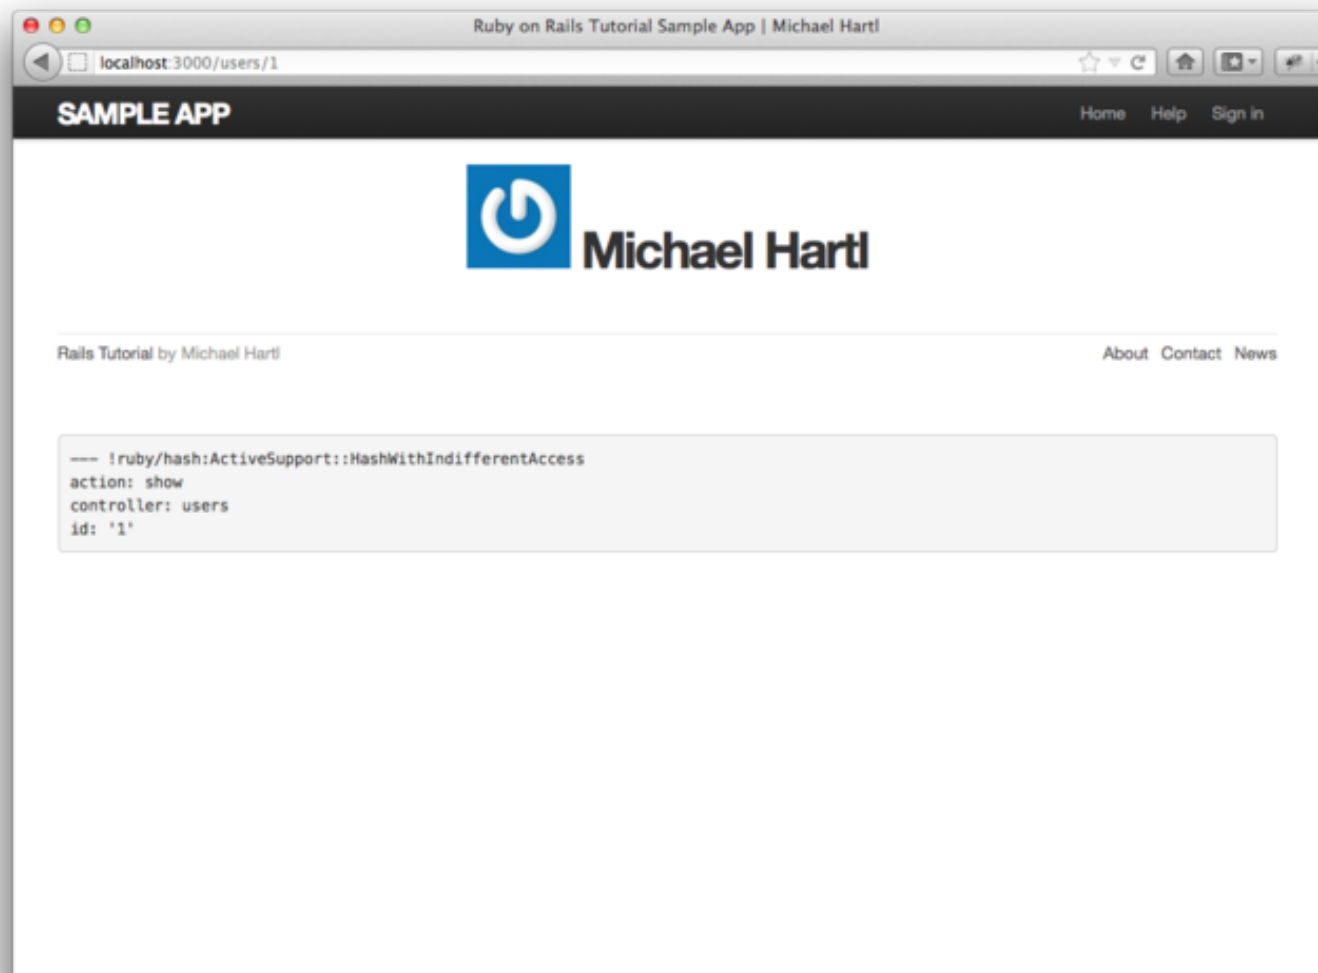 Ruby on Rails Tutorial Sample App | Michael Hartl
localhost:3000/users/1
SAMPLE APP
Home Help Sign in
Michael Hartl
Rails Tutorial by Michael Hartl
About Contact News
--- !ruby/hash:ActiveSupport::HashWithIndifferentAccess
action: show
controller: users
id: '1'